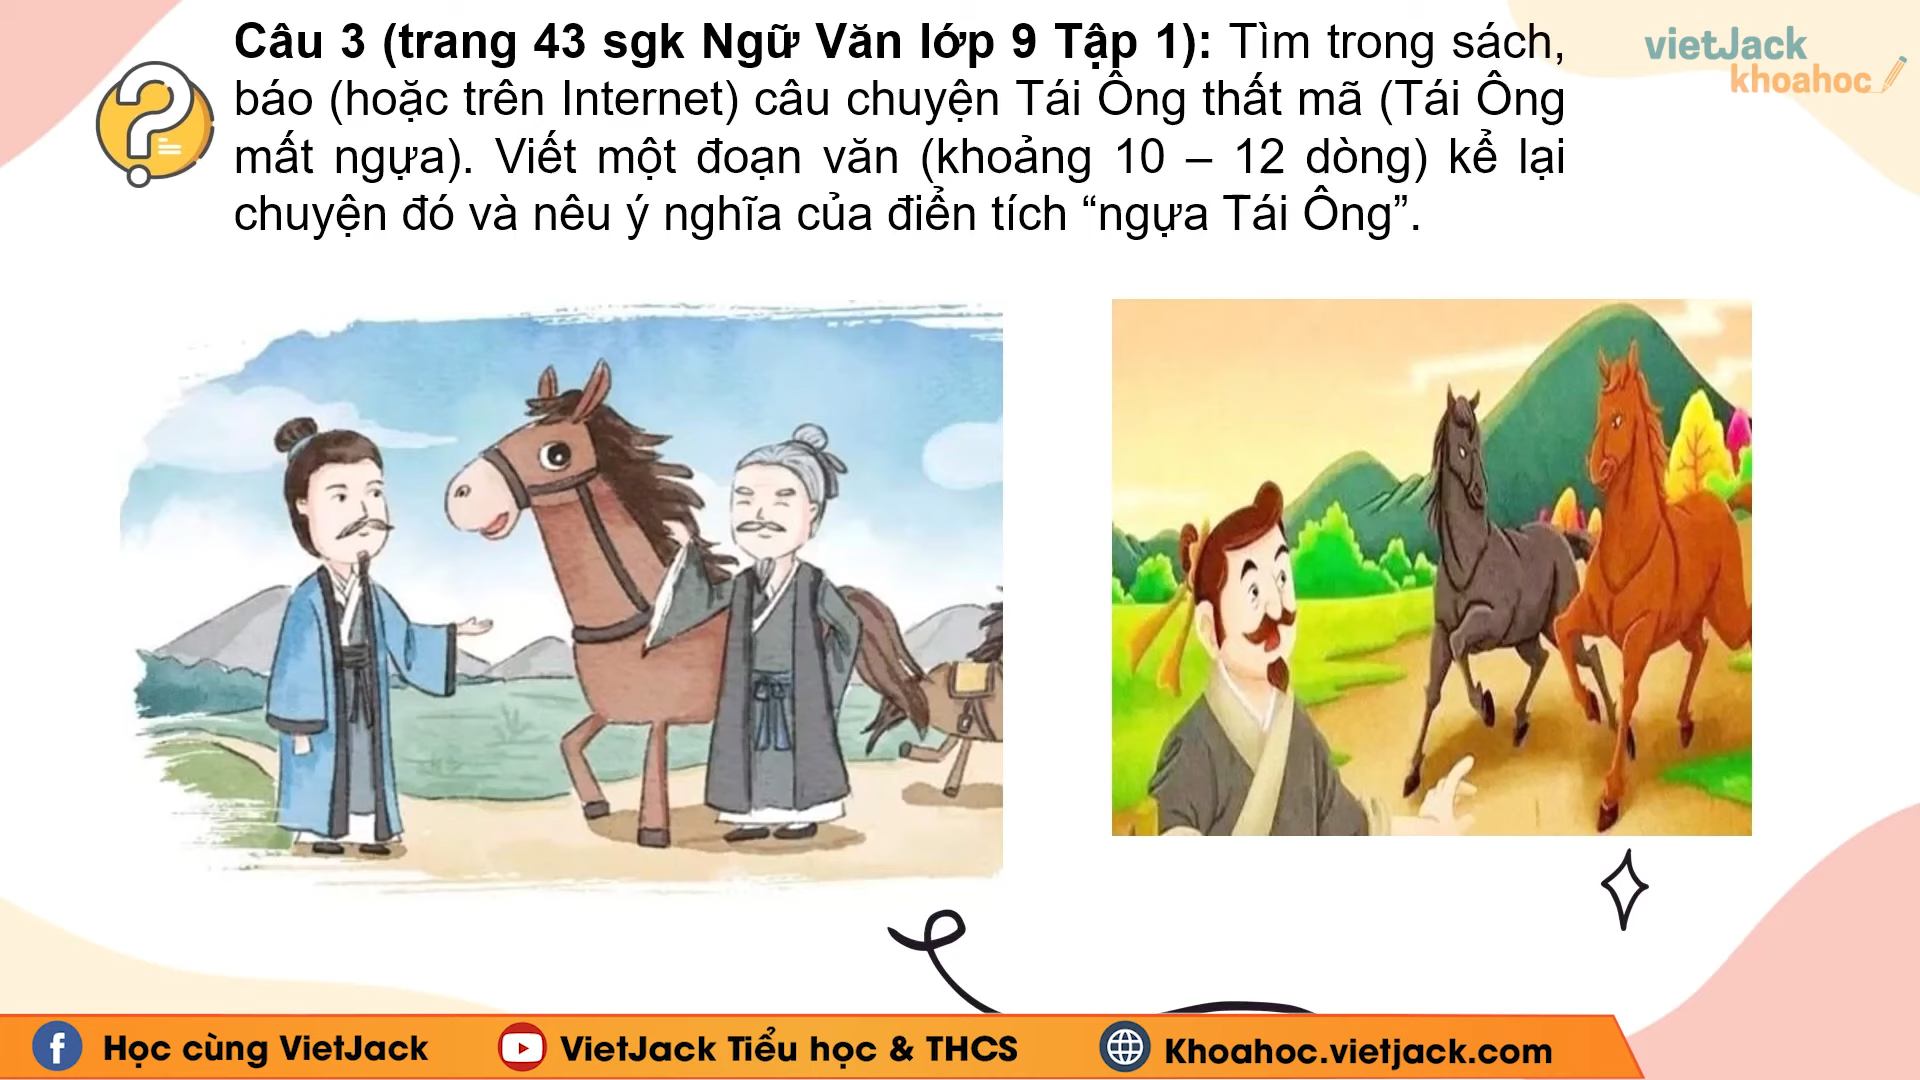 Câu 3 (trang 43 sgk Ngữ Văn lớp 9 Tập 1): Tìm trong sách,
báo (hoặc trên Internet) câu chuyện Tái Ông thất mã (Tái Ông
mất ngựa). Viết một đoạn văn (khoảng 10 – 12 dòng) kể lại
chuyện đó và nêu ý nghĩa của điển tích “ngựa Tái Ông”.
vietJack
khoahoc
Học cùng VietJack
VietJack Tiểu học & THCS
Khoahoc.vietjack.com